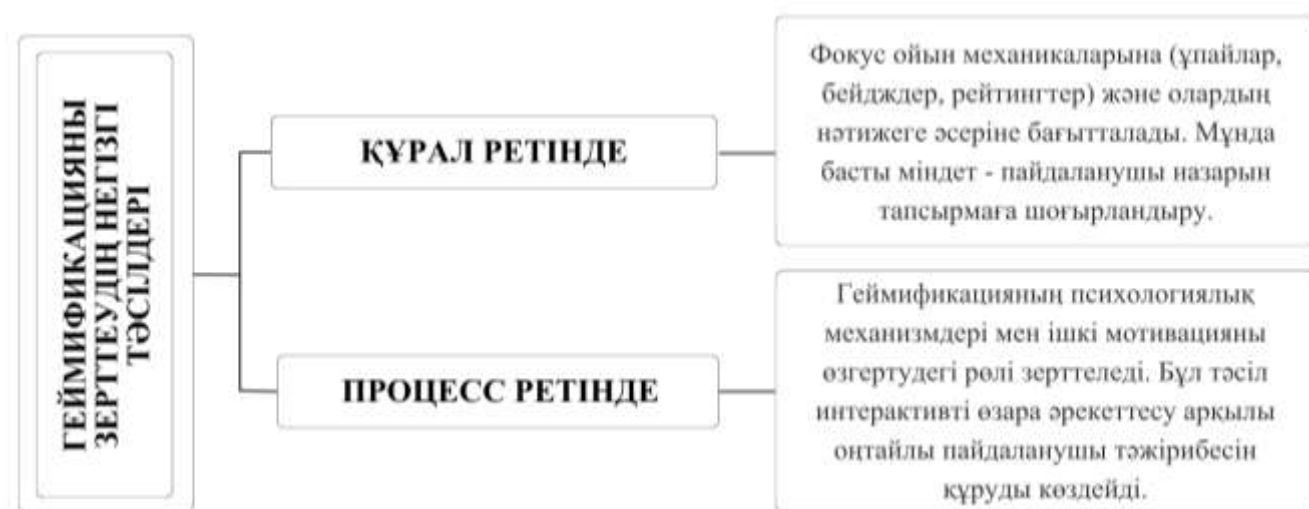 ГЕЙМИФИКАЦИЯНЫ
ЗЕРТТЕУДІҢ НЕГІЗГІ
ТӘСІЛДЕРІ
ҚҰРАЛ РЕТІНДЕ
Фокус ойын механикаларына (ұпайлар,
бейдждер, рейтингтер) және олардың
нәтижеге әсеріне бағытталады. Мұнда
басты міндет - пайдаланушы назарын
тапсырмаға шоғырландыру.
ПРОЦЕСС РЕТІНДЕ
Геймификацияның психологиялық
механизмдері мен ішкі мотивацияны
өзгертудегі рөлі зерттеледі. Бұл тәсіл
интерактивті өзара әрекеттесу арқылы
оңтайлы пайдаланушы тәжірибесін
құруды көздейді.